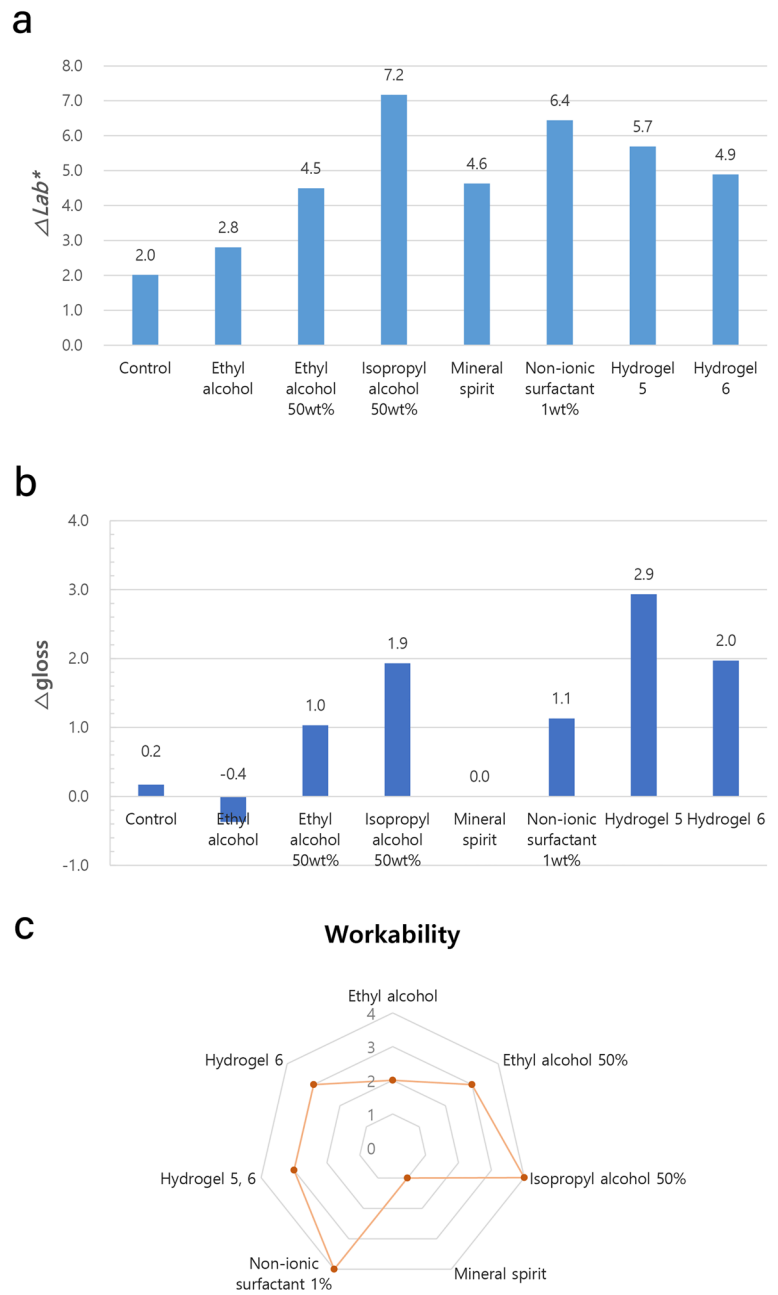 a
8.0
7.0
6.0
5.0
4.0
3.0
2.0
1.0
0.0
△Lab*
2.0
2.8
4.5
7.2
4.6
6.4
5.7
4.9
Control
Ethyl
alcohol
Ethyl
alcohol
50wt%
Isopropyl
alcohol
50wt%
Mineral
spirit
Non-ionic
surfactant
1wt%
Hydrogel
5
Hydrogel
6
b
4.0
3.0
2.0
1.0
0.0
-1.0
△gloss
0.2
-0.4
1.0
1.9
0.0
1.1
2.9
2.0
Control
Ethyl
alcohol
Ethyl
alcohol
50wt%
Isopropyl
alcohol
50wt%
Mineral
spirit
Non-ionic
surfactant
1wt%
Hydrogel 5
Hydrogel 6
c
Workability
Ethyl alcohol
4
3
2
1
0
Ethyl alcohol 50%
Isopropyl alcohol 50%
Mineral spirit
Non-ionic
surfactant 1%
Hydrogel 5, 6
Hydrogel 6